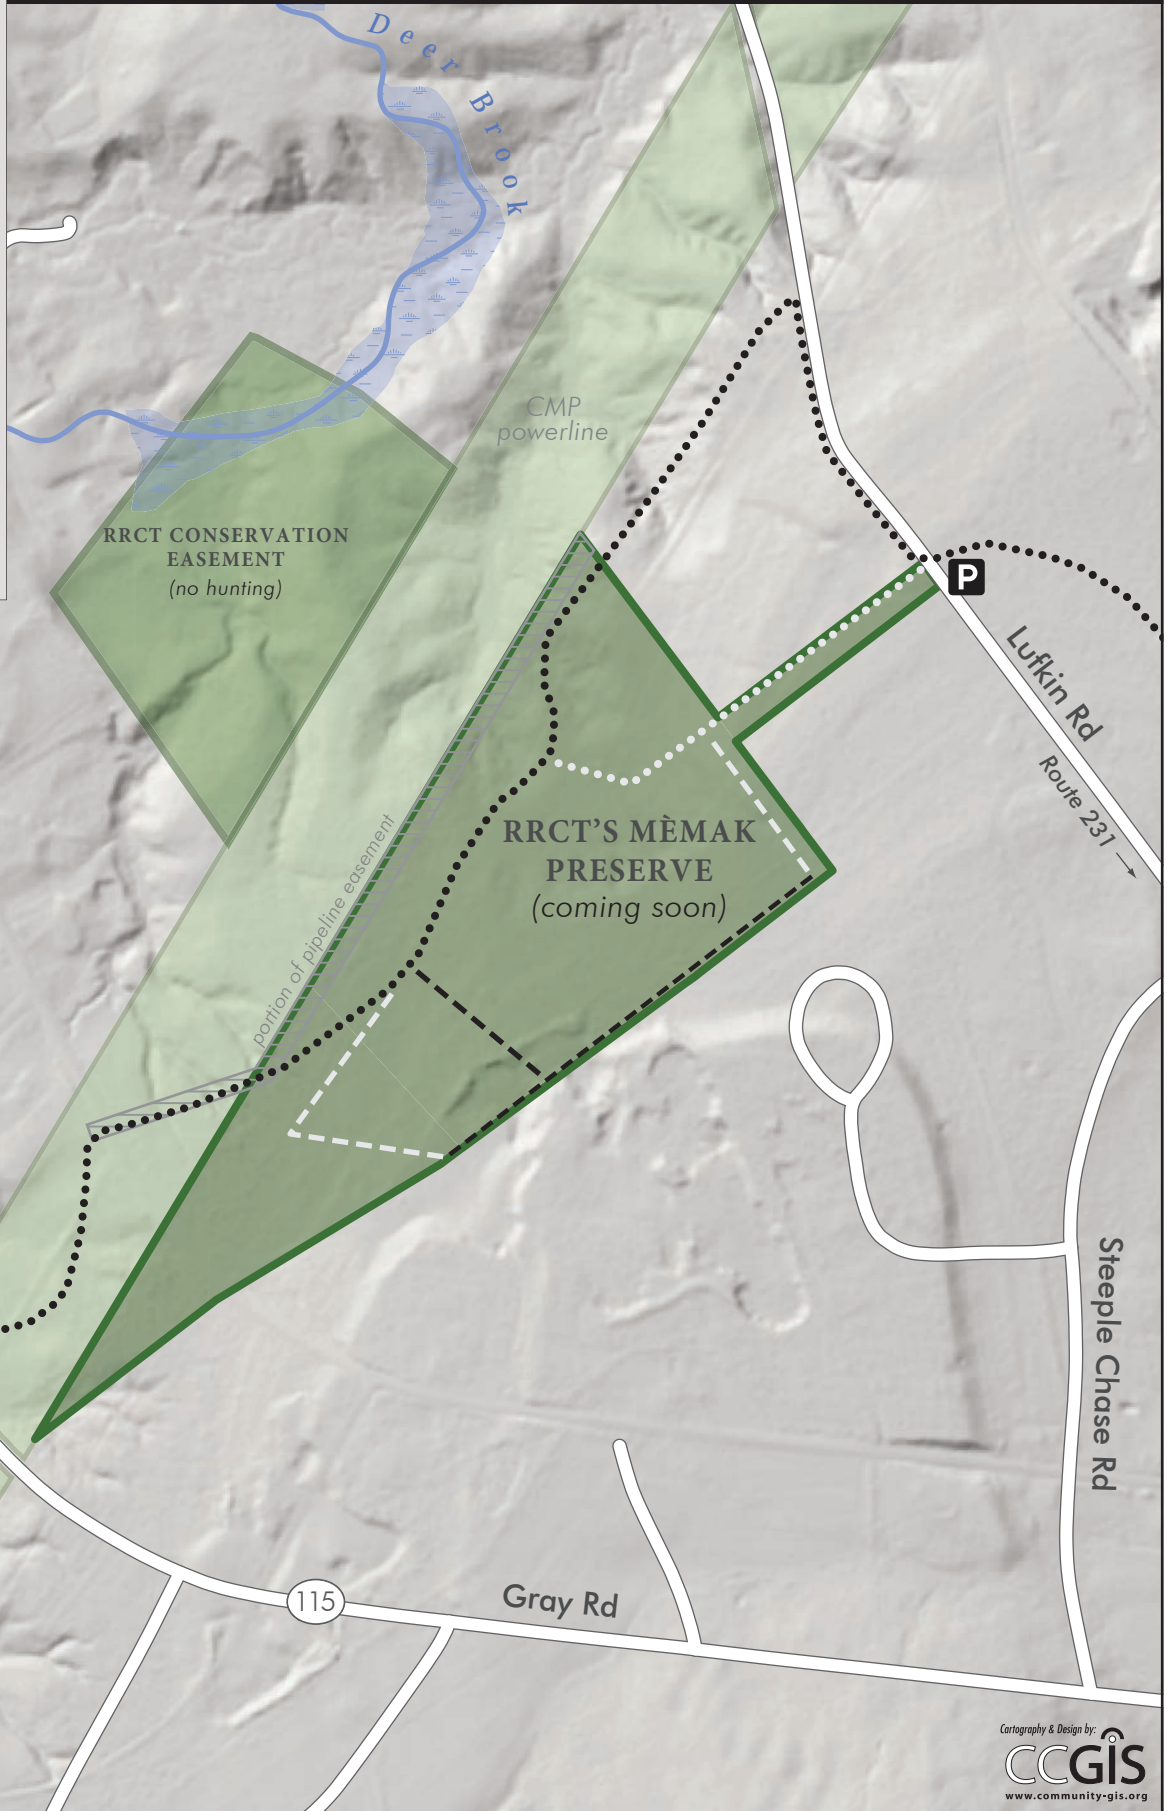 Deer Brook
CMP
powerline
RRCT CONSERVATION
EASEMENT
(no hunting)
P
Lufkin Rd
Route 231
portion of pipeline easement
RRCT'S MÈMAK
PRESERVE
(coming soon)
Steeple Chase Rd
115
Gray Rd
Cartography & Design by:
CCGIS
www.community-gis.org